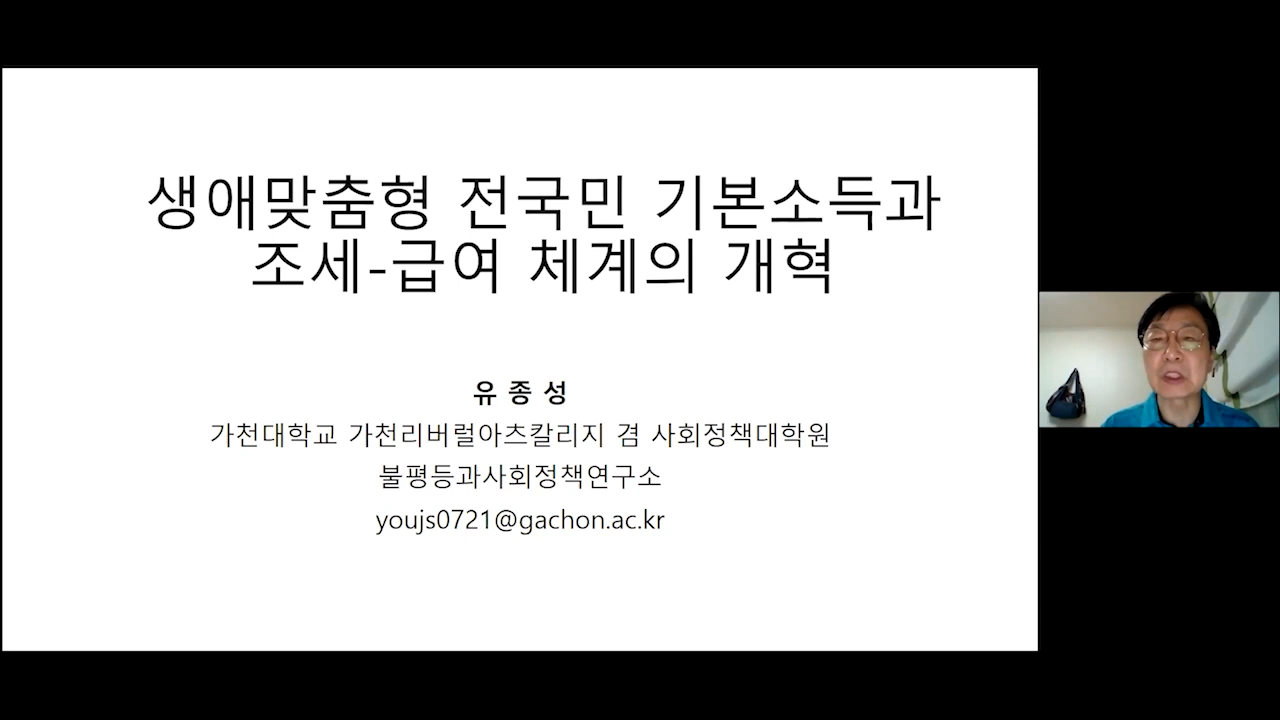 생애맞춤형 전국민 기본소득과
조세-급여 체계의 개혁
유 종 성
가천대학교 가천리버럴아츠칼리지 겸 사회정책대학원
불평등과사회정책연구소
youjs0721@gachon.ac.kr